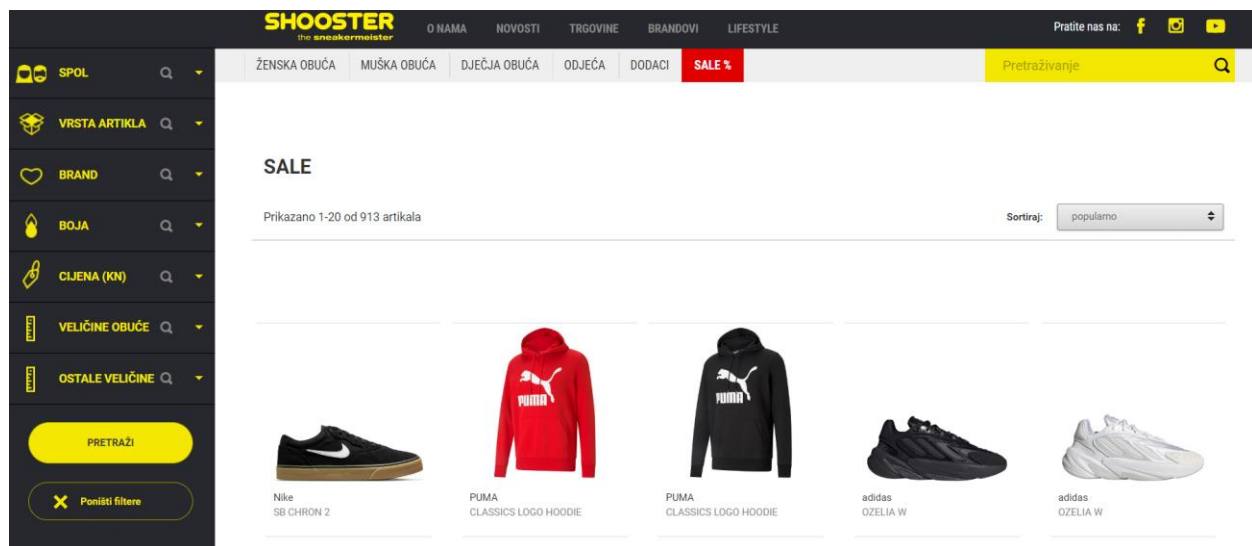 SHOOSTER
the sneakermeister
O NAMA NOVOSTI TRGOVINE BRANDOVI LIFESTYLE
Pratite nas na:
ŽENSKA OBUĆA MUŠKA OBUĆA DJEČJA OBUĆA ODJEĆA DODACI SALE %
Pretraživanje
SPOL
VRSTA ARTIKLA
BRAND
BOJA
CIJENA (KN)
VELIČINE OBUĆE
OSTALE VELIČINE
PRETRAŽI
Poništi filtere
SALE
Prikazano 1-20 od 913 artikala
Sortiraj: popularno
PUMA
PUMA
Nike
SB CHRON 2
PUMA
CLASSICS LOGO HOODIE
PUMA
CLASSICS LOGO HOODIE
adidas
OZELIA W
adidas
OZELIA W